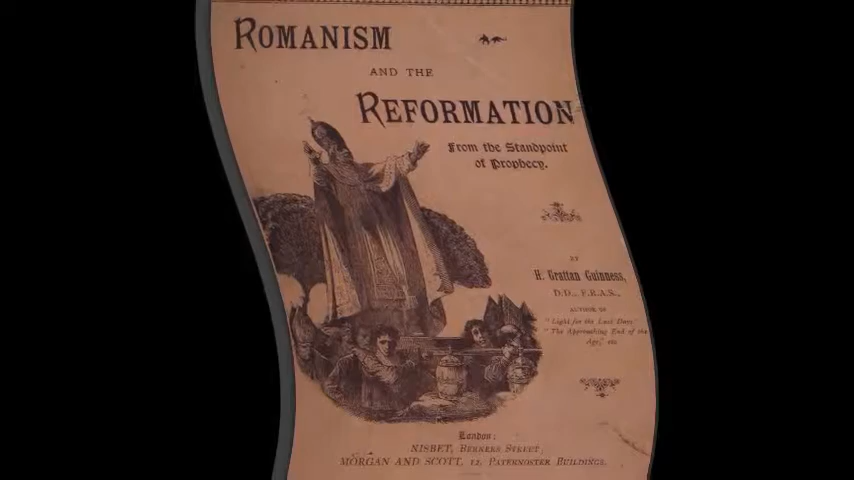 ROMANISM
AND THE
REFORMATION
From the Standpoint
of Prophecy.
BY
H. Grattan Guinness,
D.D., F.R.A.S.,
AUTHOR OF
"Light for the Last Days"
"The Approaching End of the
Age," etc
London:
NISBET, BERNERS STREET;
MORGAN AND SCOTT, 12, PATERNOSTER BUILDINGS.